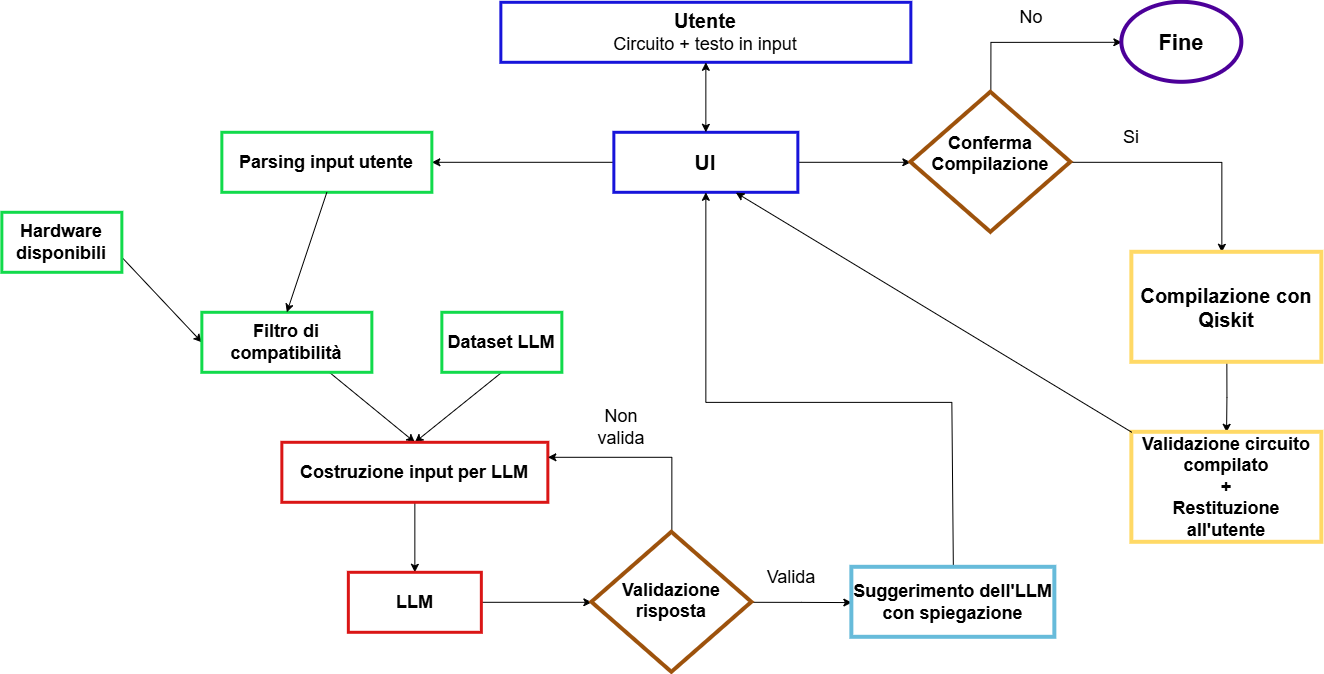 Utente
Circuito + testo in input
No
Fine
Conferma
Compilazione
Si
Parsing input utente
UI
Hardware
disponibili
Compilazione con
Qiskit
Filtro di
compatibilità
Dataset LLM
Non
valida
Costruzione input per LLM
Validazione circuito
compilato
+
Restituzione
all'utente
LLM
Validazione
risposta
Valida
Suggerimento dell'LLM
con spiegazione